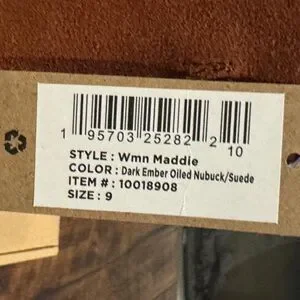 1 95703 25282 2 10
STYLE : Wmn Maddie
COLOR : Dark Ember Oiled Nubuck/Suede
ITEM # : 10018908
SIZE : 9